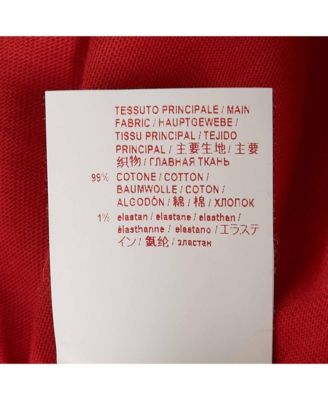 TESSUTO PRINCIPALE / MAIN
FABRIC / HAUPTGEWEBE /
TISSU PRINCIPAL / TEJIDO
PRINCIPAL / 主要生地 / 主要
织物 / ГЛАВНАЯ ТКАНЬ
99% COTONE / COTTON /
BAUMWOLLE / COTON /
ALGODÓN / 綿 / 棉 / ХЛОПОК
1% elastan / elastane / elasthan /
élasthanne / elastano / エラステ
イン / 氨纶 / эластан